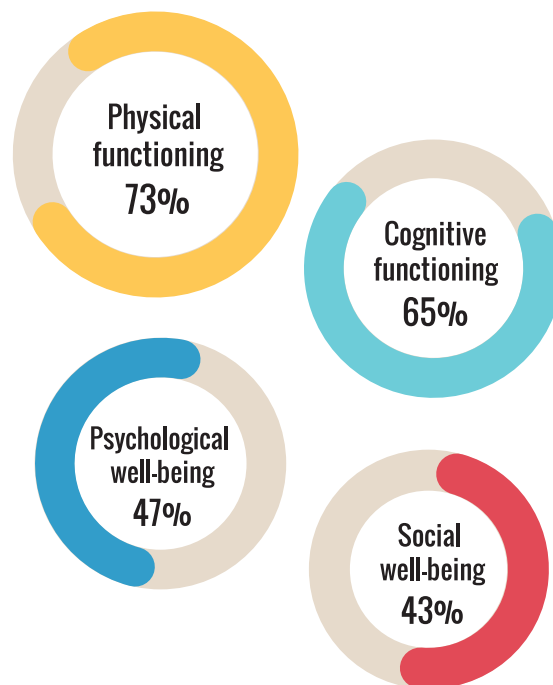 Physical
functioning
73%
Cognitive
functioning
65%
Psychological
well-being
47%
Social
well-being
43%